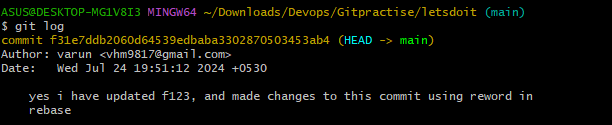 ASUS@DESKTOP-MG1V8I3 MINGW64 ~/Downloads/Devops/Gitpractise/letsdoit (main)
$ git log
commit f31e7ddb2060d64539edbaba3302870503453ab4 (HEAD -> main)
Author: varun <vhm9817@gmail.com>
Date:   Wed Jul 24 19:51:12 2024 +0530
    yes i have updated f123, and made changes to this commit using reword in
    rebase